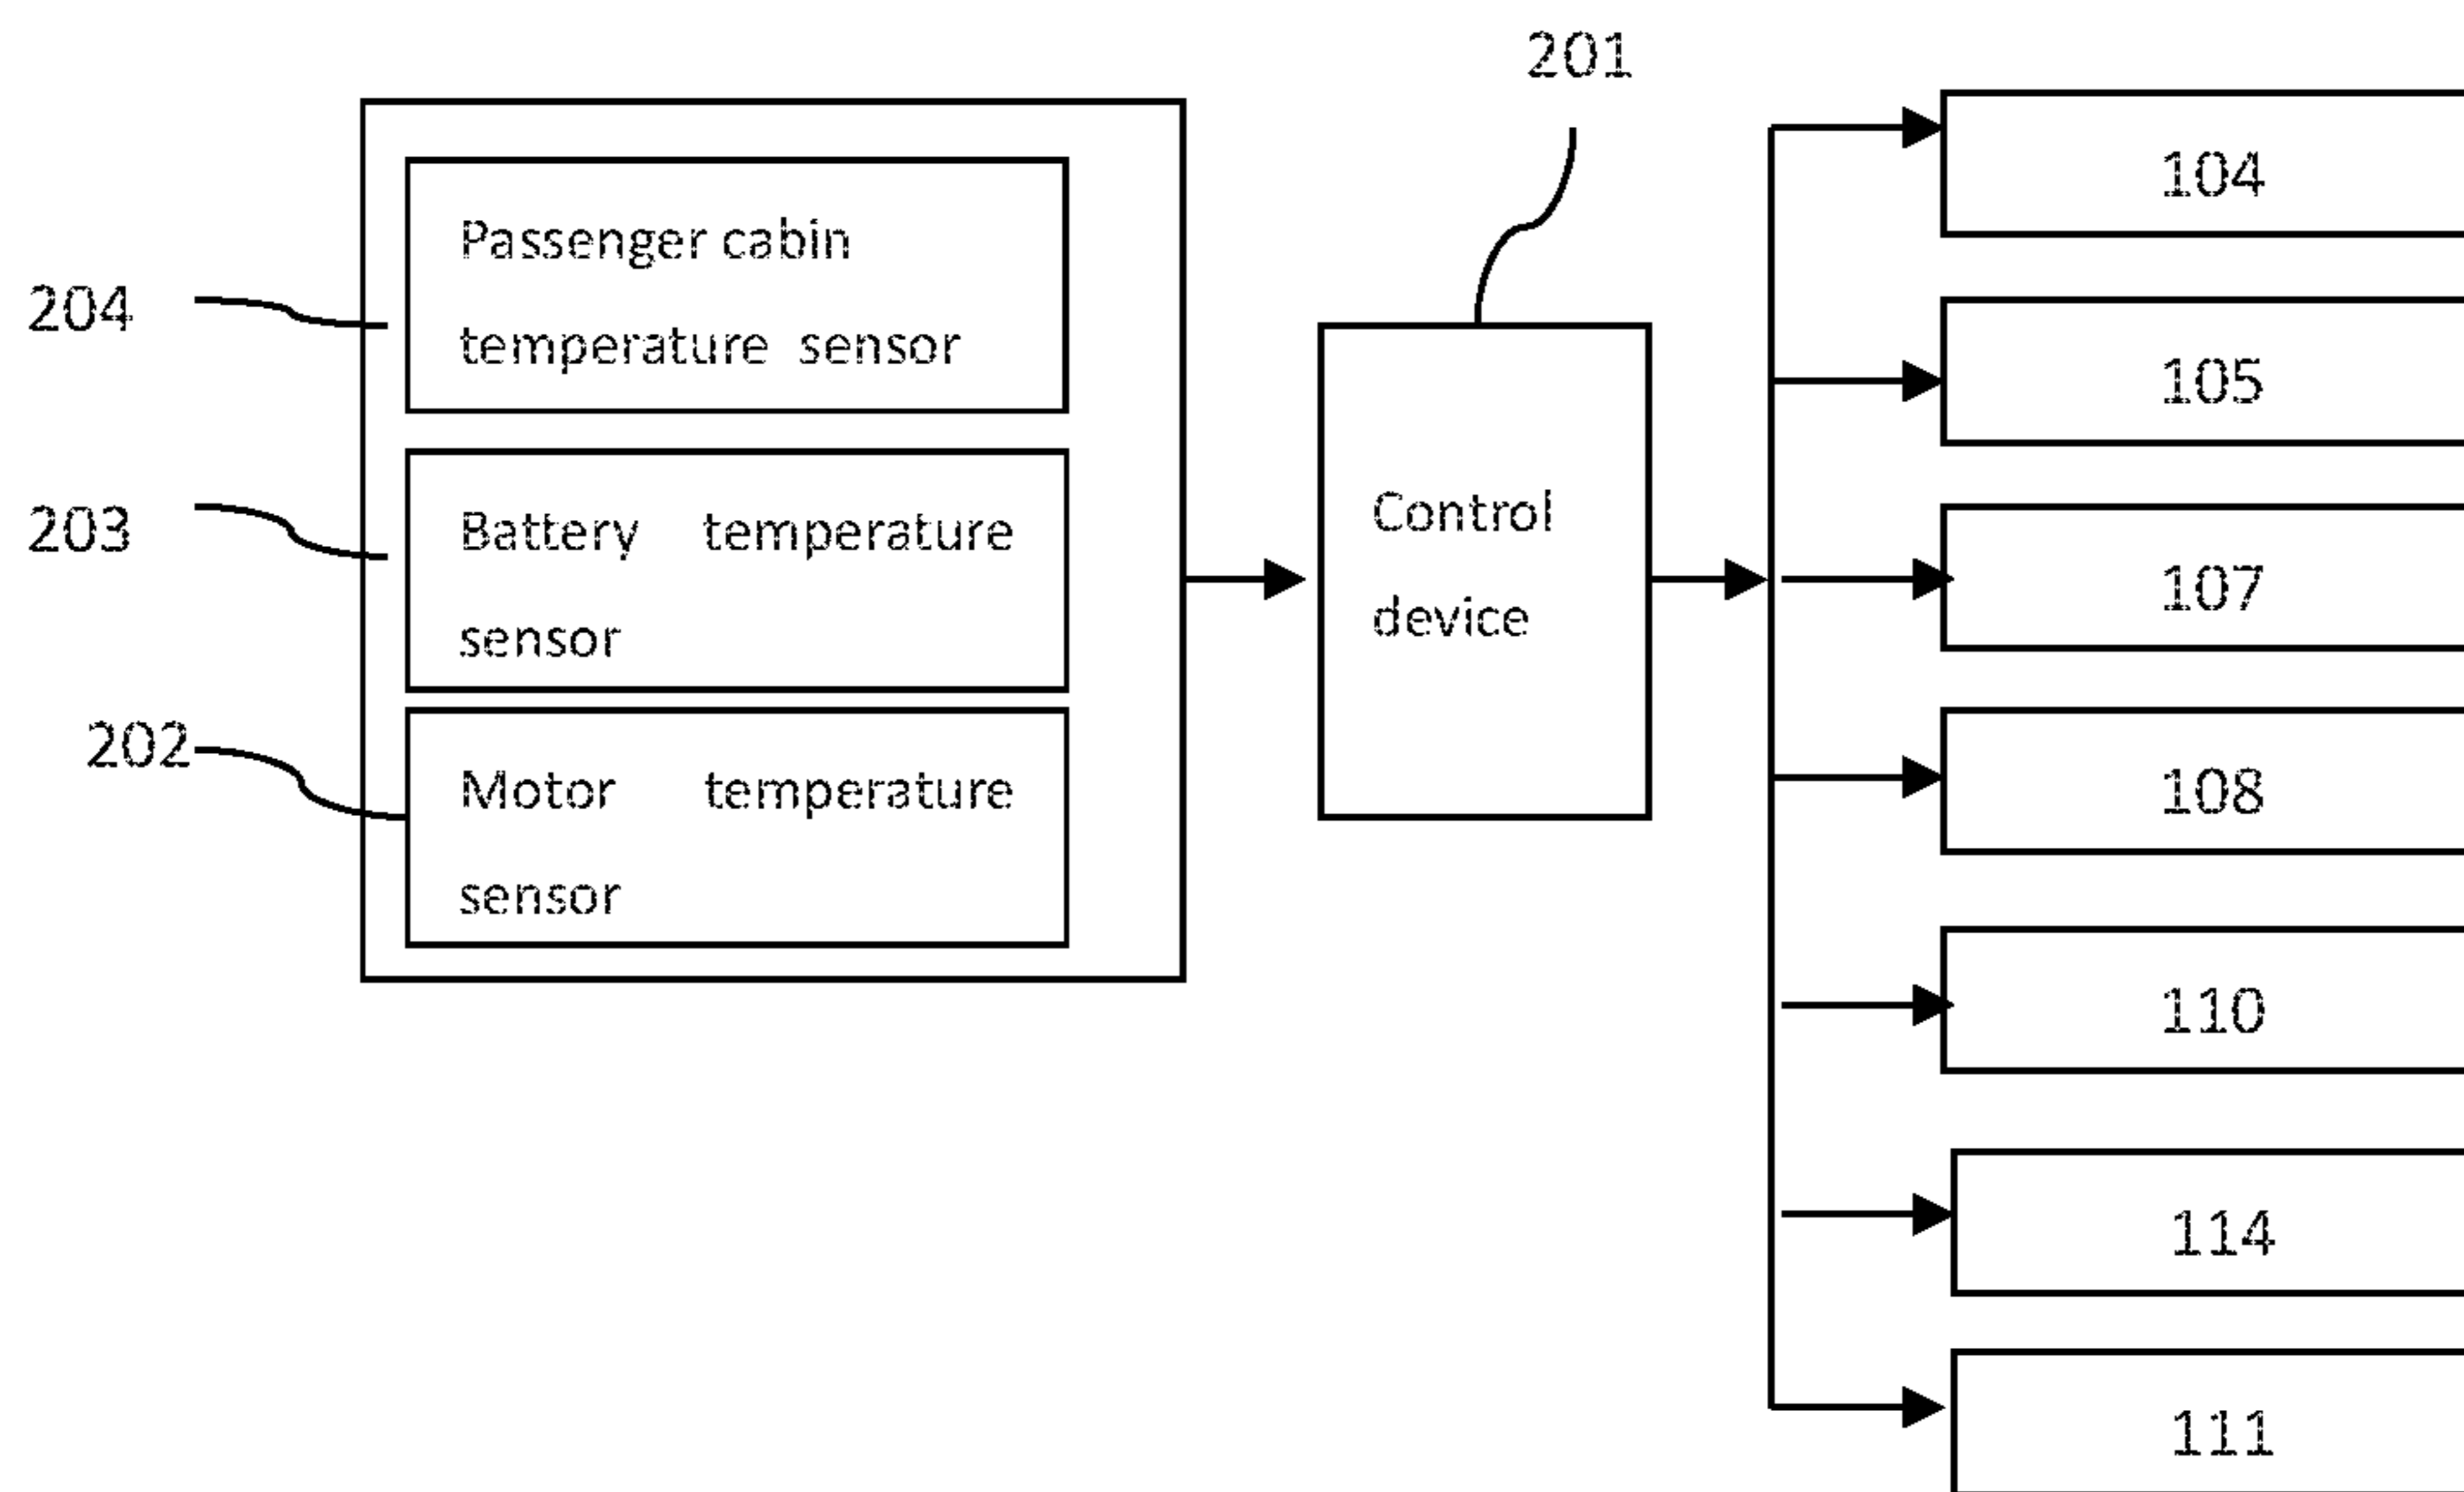 201
204
Passenger cabin
temperature sensor
203
Battery temperature
sensor
202
Motor temperature
sensor
Control
device
104
105
107
108
110
114
111